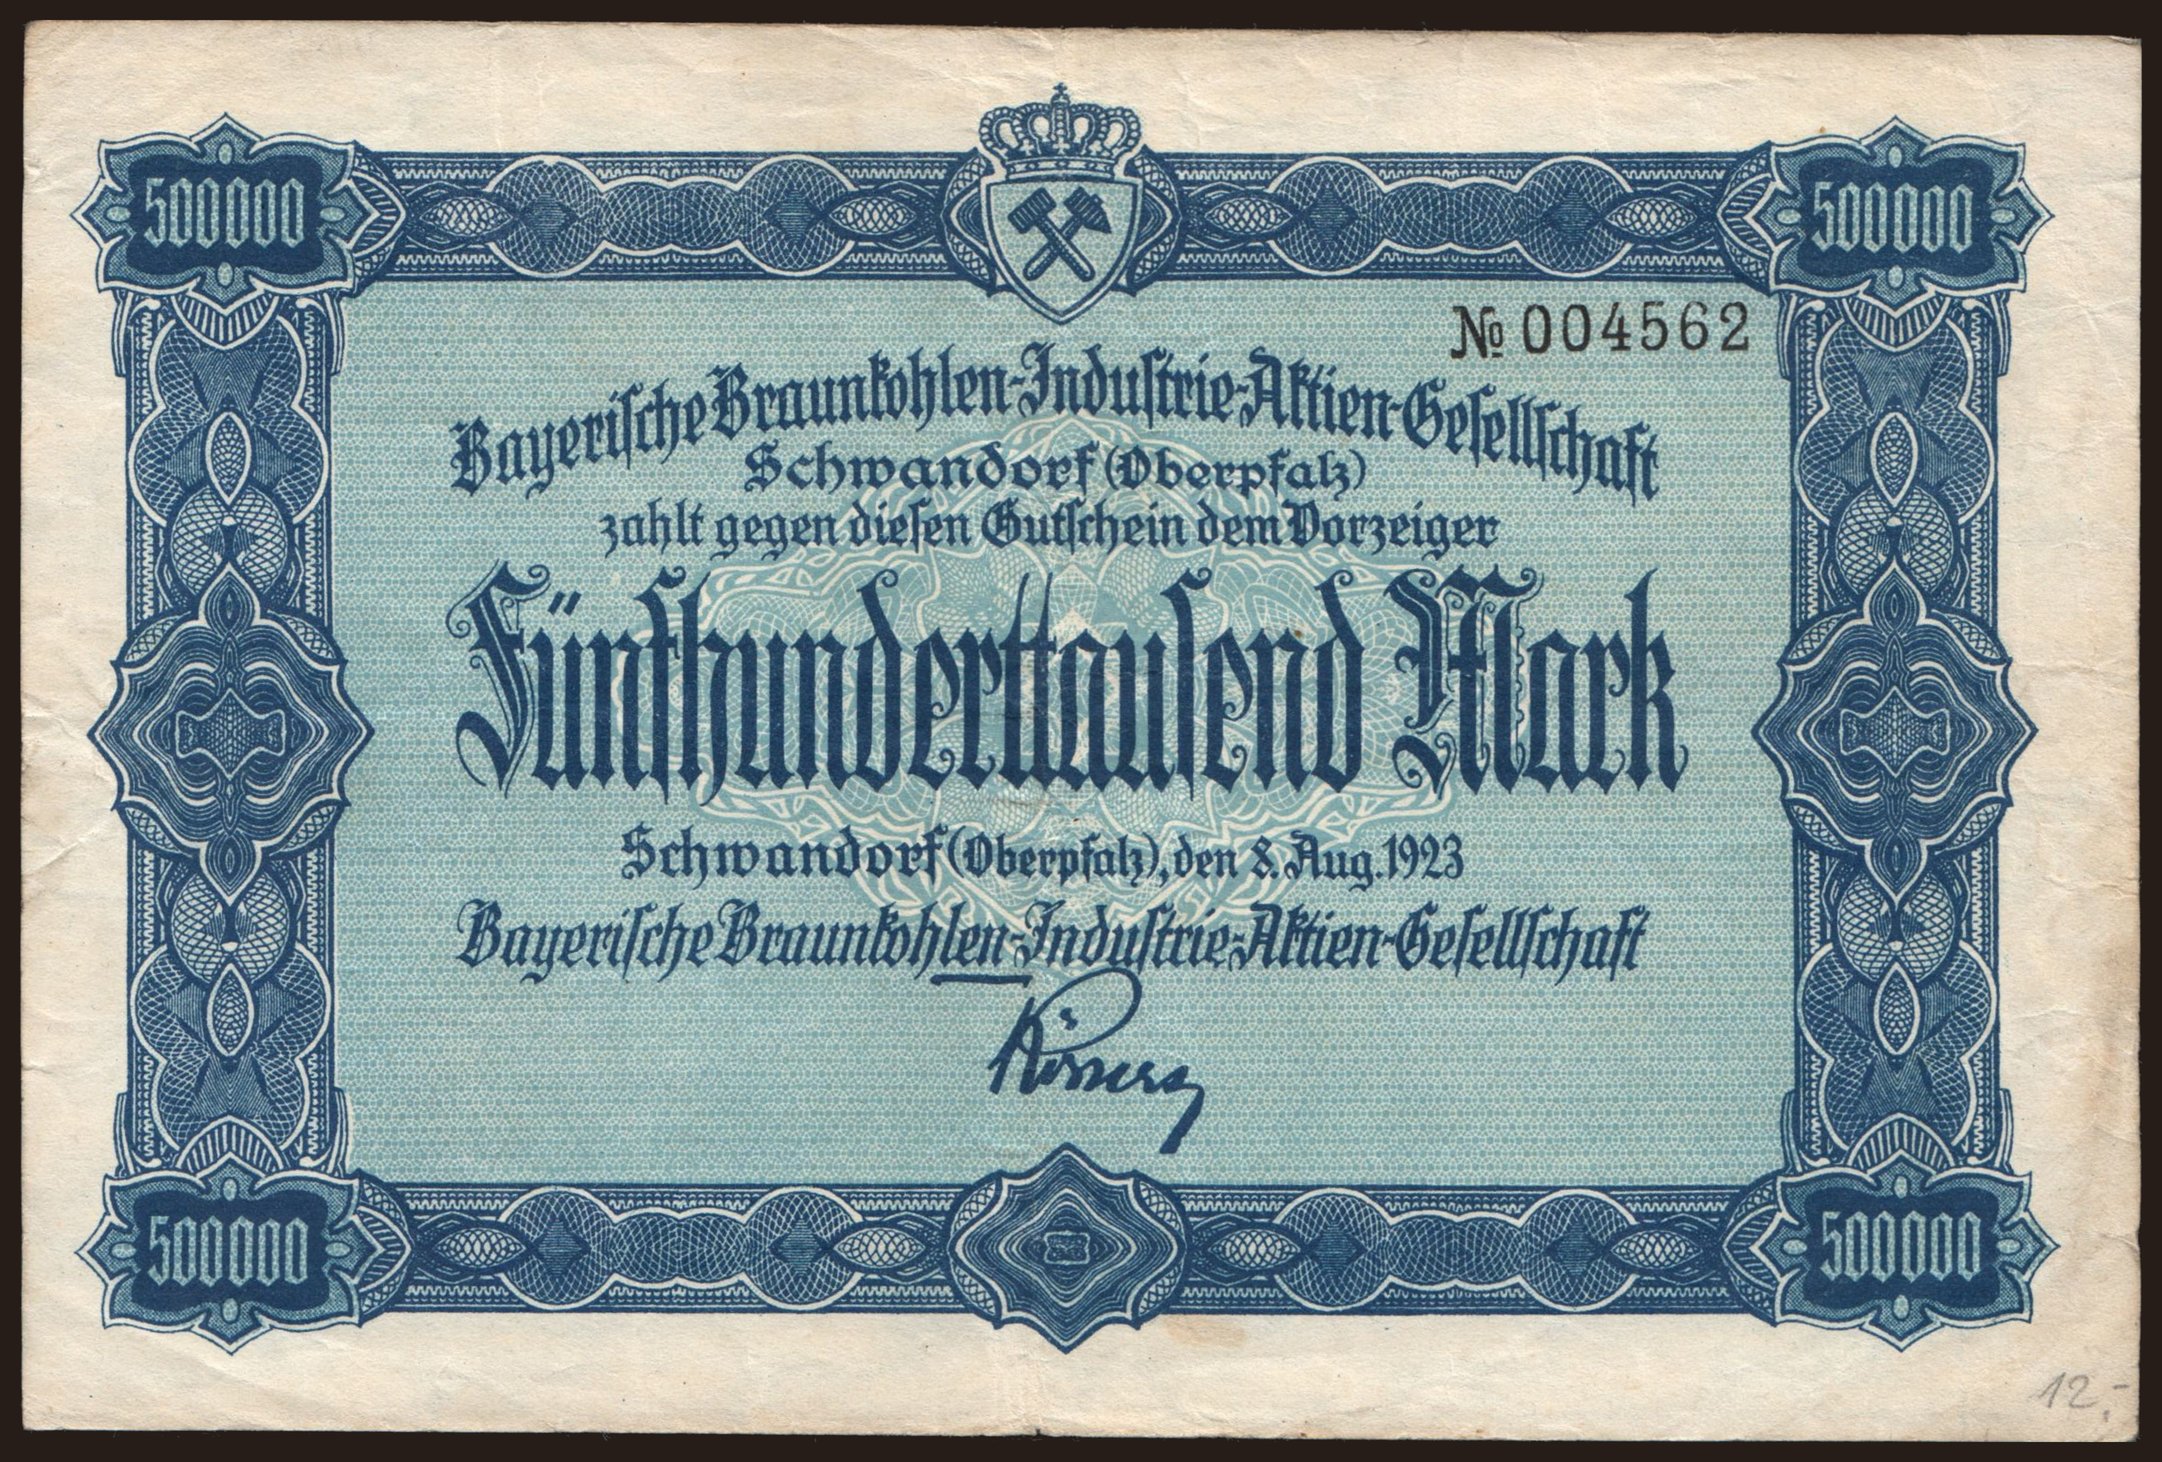 500000
500000
№ 004562
Bayerische Braunkohlen-Industrie-Aktien-Gesellschaft
Schwandorf (Oberpfalz)
zahlt gegen diesen Gutschein dem Vorzeiger
Fünfhunderttausend Mark
Schwandorf (Oberpfalz), den 8. Aug. 1923
Bayerische Braunkohlen-Industrie-Aktien-Gesellschaft
500000
500000
12.-